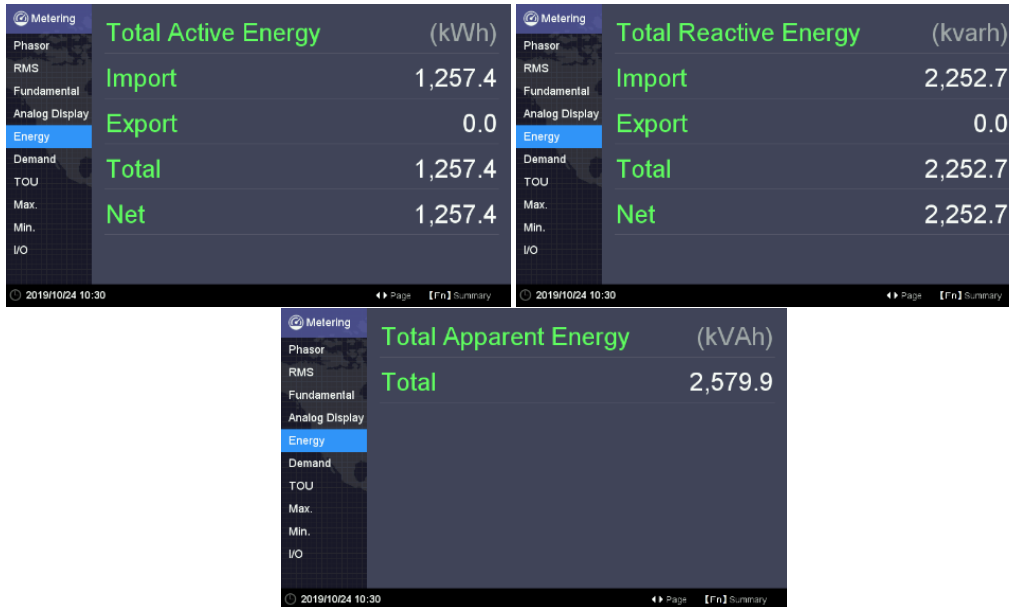 Metering
Phasor
RMS
Fundamental
Analog Display
Energy
Demand
TOU
Max.
Min.
I/O
Total Active Energy (kWh)
Import 1,257.4
Export 0.0
Total 1,257.4
Net 1,257.4
2019/10/24 10:30 Page 【Fn】Summary
Metering
Phasor
RMS
Fundamental
Analog Display
Energy
Demand
TOU
Max.
Min.
I/O
Total Reactive Energy (kvarh)
Import 2,252.7
Export 0.0
Total 2,252.7
Net 2,252.7
2019/10/24 10:30 Page 【Fn】Summary
Metering
Phasor
RMS
Fundamental
Analog Display
Energy
Demand
TOU
Max.
Min.
I/O
Total Apparent Energy (kVAh)
Total 2,579.9
2019/10/24 10:30 Page 【Fn】Summary